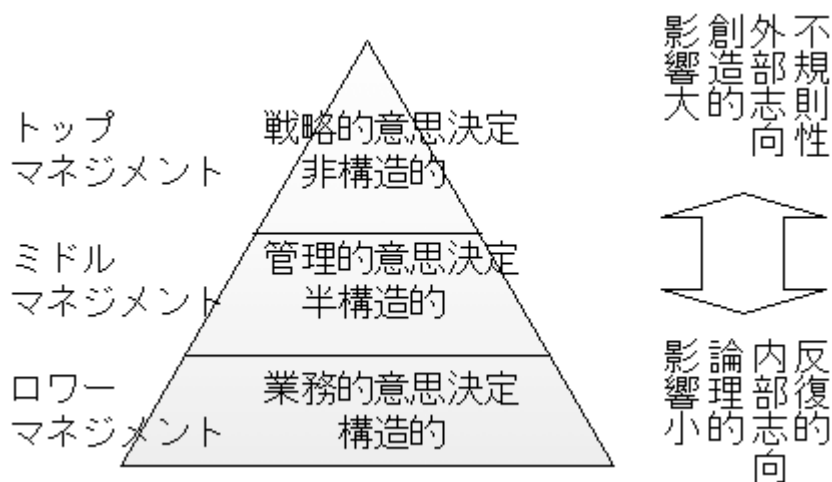 トップ
マネジメント
戦略的意思決定
非構造的
ミドル
マネジメント
管理的意思決定
半構造的
ロワー
マネジメント
業務的意思決定
構造的
不規則性
外部志向
創造的
影響大
反復的
内部志向
論理的
影響小